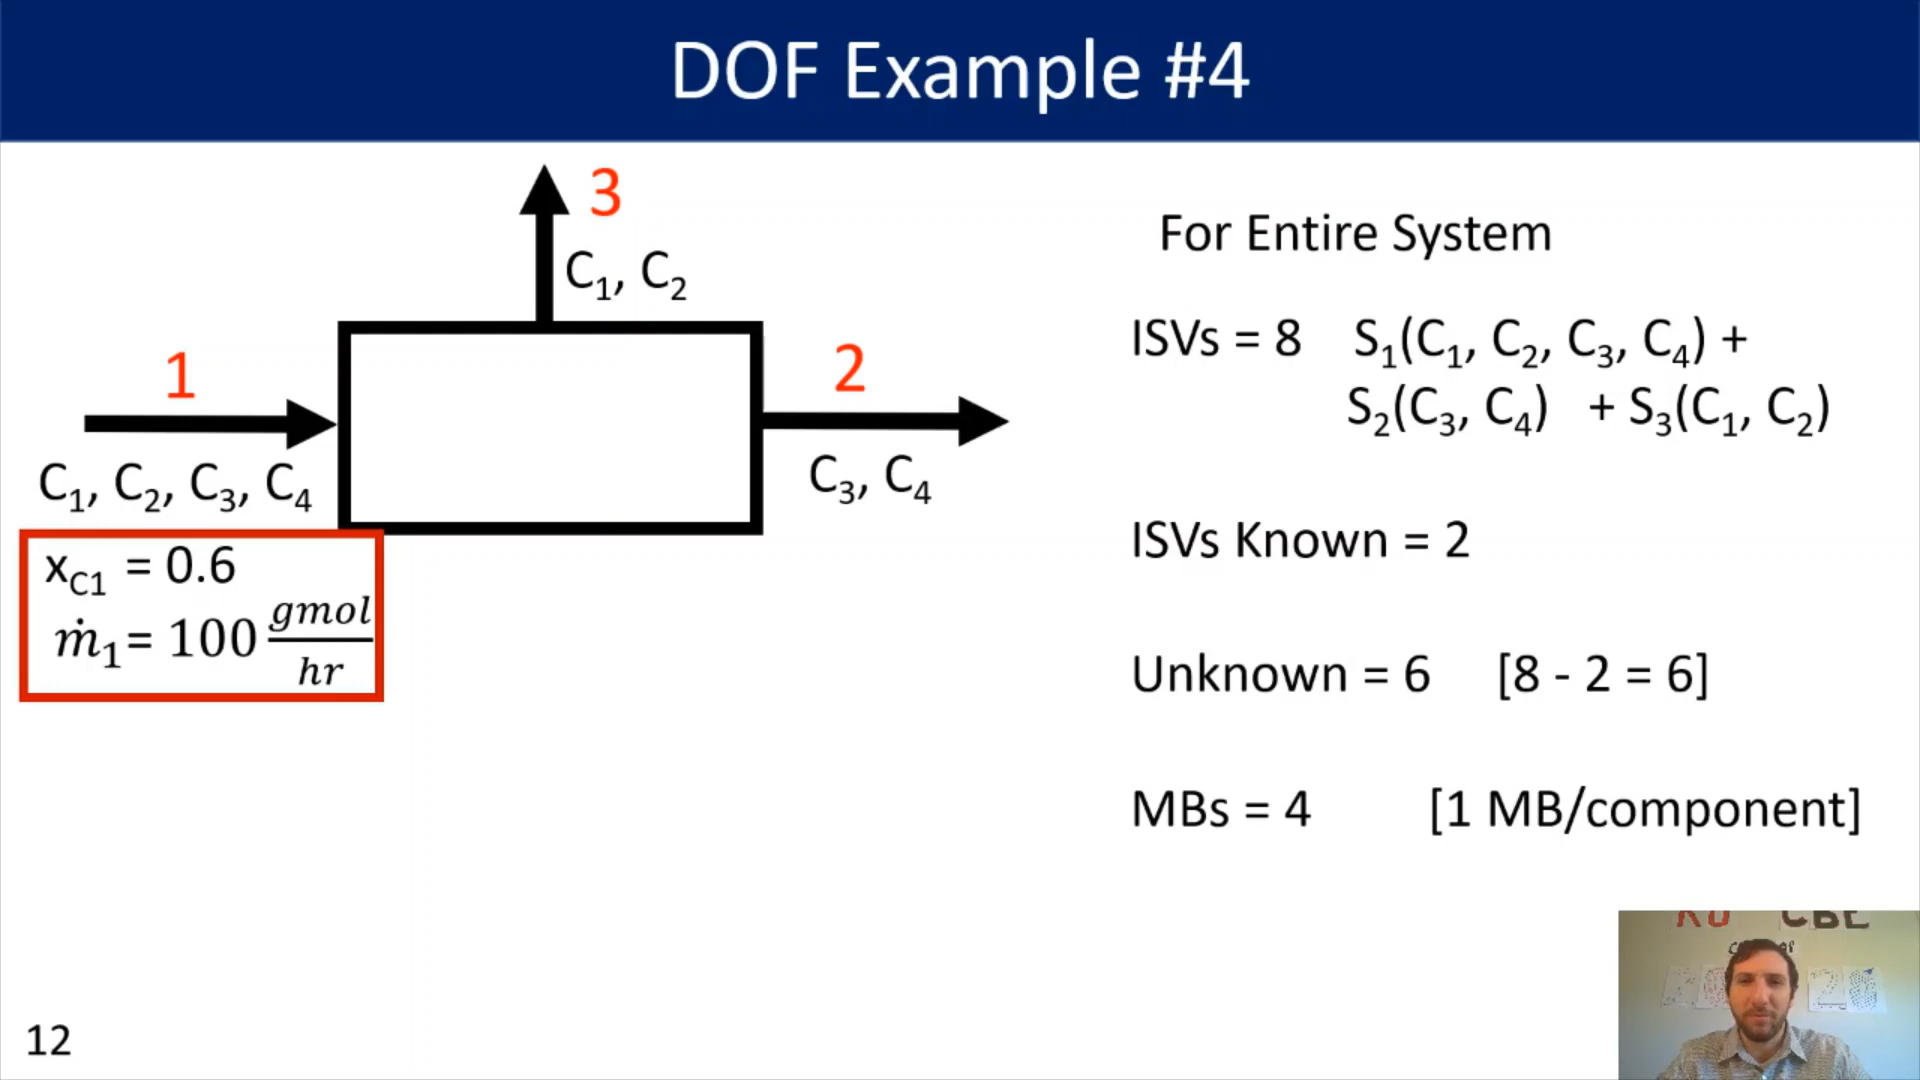 DOF Example #4
3
C₁, C₂
For Entire System
1
2
ISVs = 8 S₁(C₁, C₂, C₃, C₄) +
S₂(C₃, C₄) + S₃(C₁, C₂)
C₁, C₂, C₃, C₄
C₃, C₄
x_C1 = 0.6
ṁ₁= 100 gmol/hr
ISVs Known = 2
Unknown = 6 [8 - 2 = 6]
MBs = 4 [1 MB/component]
CBE
12